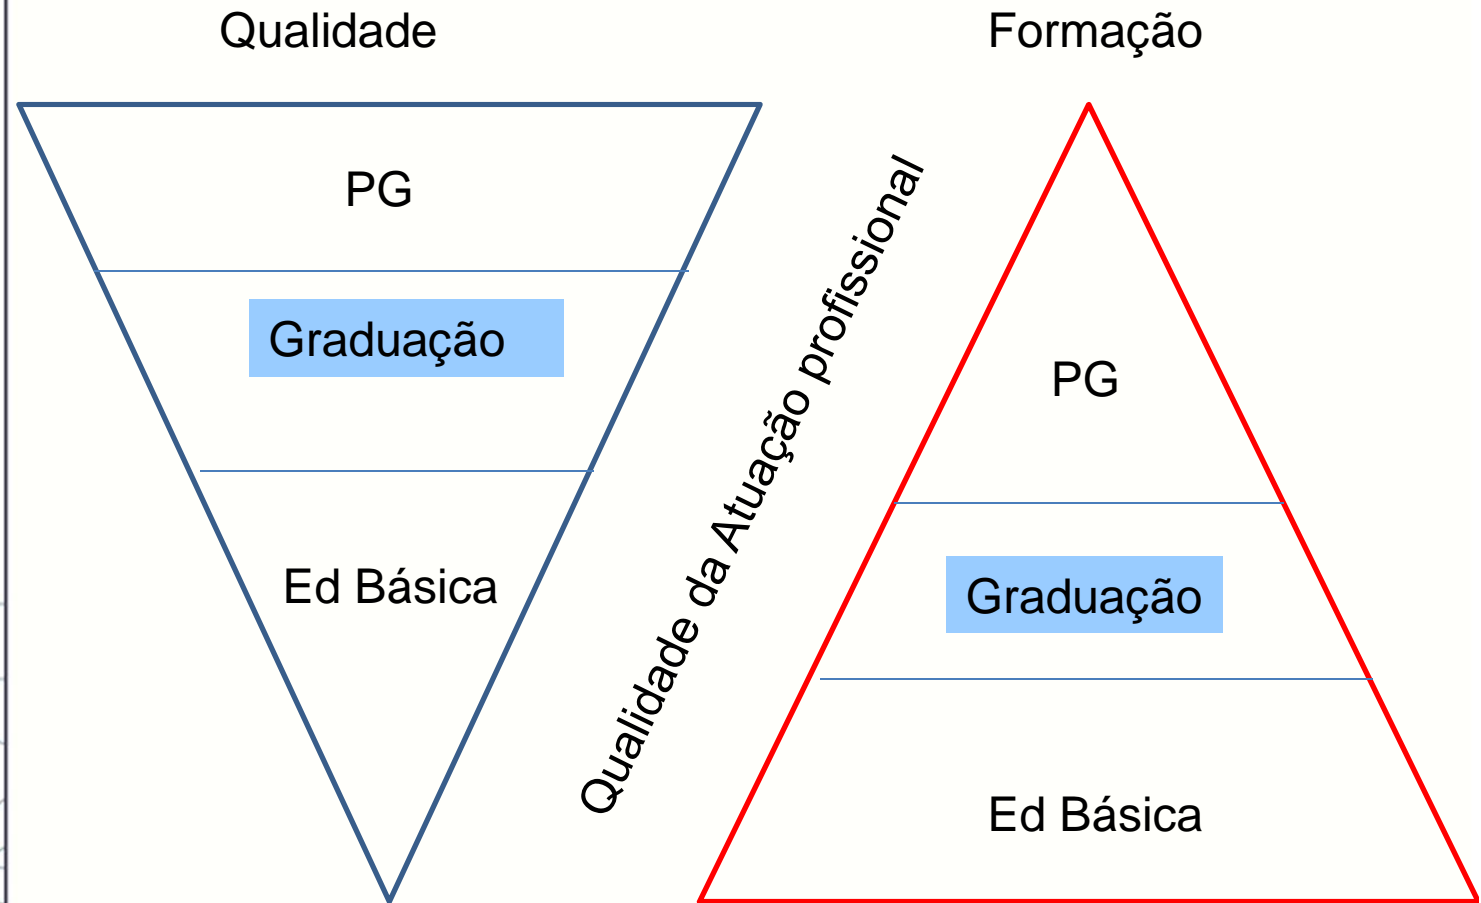 Qualidade
Formação
PG
Graduação
Ed Básica
Qualidade da Atuação profissional
PG
Graduação
Ed Básica